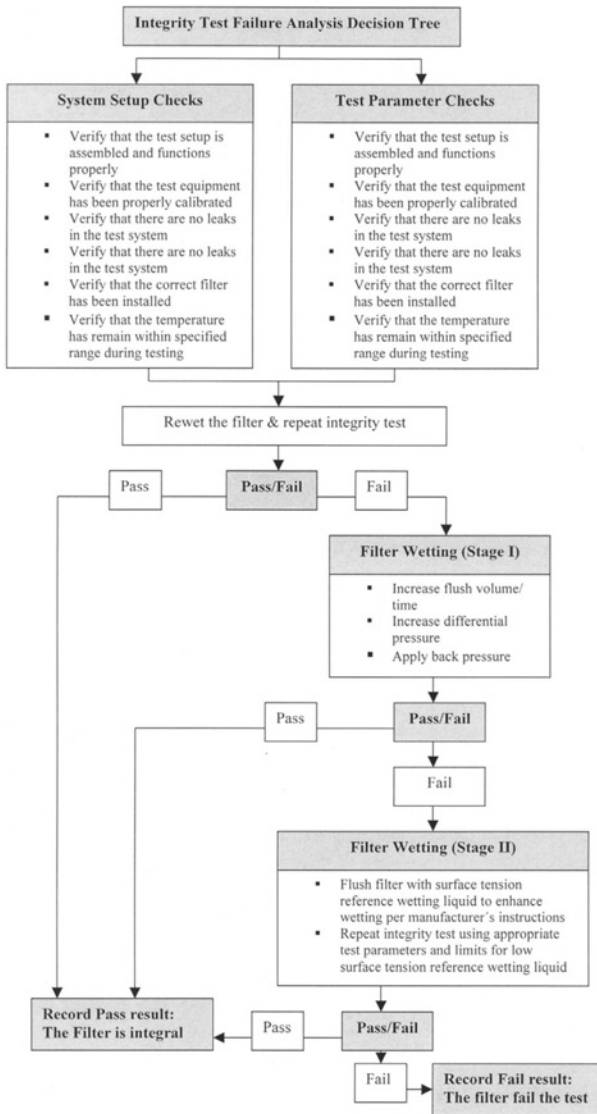 Integrity Test Failure Analysis Decision Tree
System Setup Checks
▪ Verify that the test setup is
assembled and functions
properly
▪ Verify that the test equipment
has been properly calibrated
▪ Verify that there are no leaks
in the test system
▪ Verify that there are no leaks
in the test system
▪ Verify that the correct filter
has been installed
▪ Verify that the temperature
has remain within specified
range during testing
Test Parameter Checks
▪ Verify that the test setup is
assembled and functions
properly
▪ Verify that the test equipment
has been properly calibrated
▪ Verify that there are no leaks
in the test system
▪ Verify that there are no leaks
in the test system
▪ Verify that the correct filter
has been installed
▪ Verify that the temperature
has remain within specified
range during testing
Rewet the filter & repeat integrity test
Pass
Pass/Fail
Fail
Filter Wetting (Stage I)
▪ Increase flush volume/
time
▪ Increase differential
pressure
▪ Apply back pressure
Pass
Pass/Fail
Fail
Filter Wetting (Stage II)
▪ Flush filter with surface tension
reference wetting liquid to enhance
wetting per manufacturer´s instructions
▪ Repeat integrity test using appropriate
test parameters and limits for low
surface tension reference wetting liquid
Record Pass result:
The Filter is integral
Pass
Pass/Fail
Fail
Record Fail result:
The filter fail the test